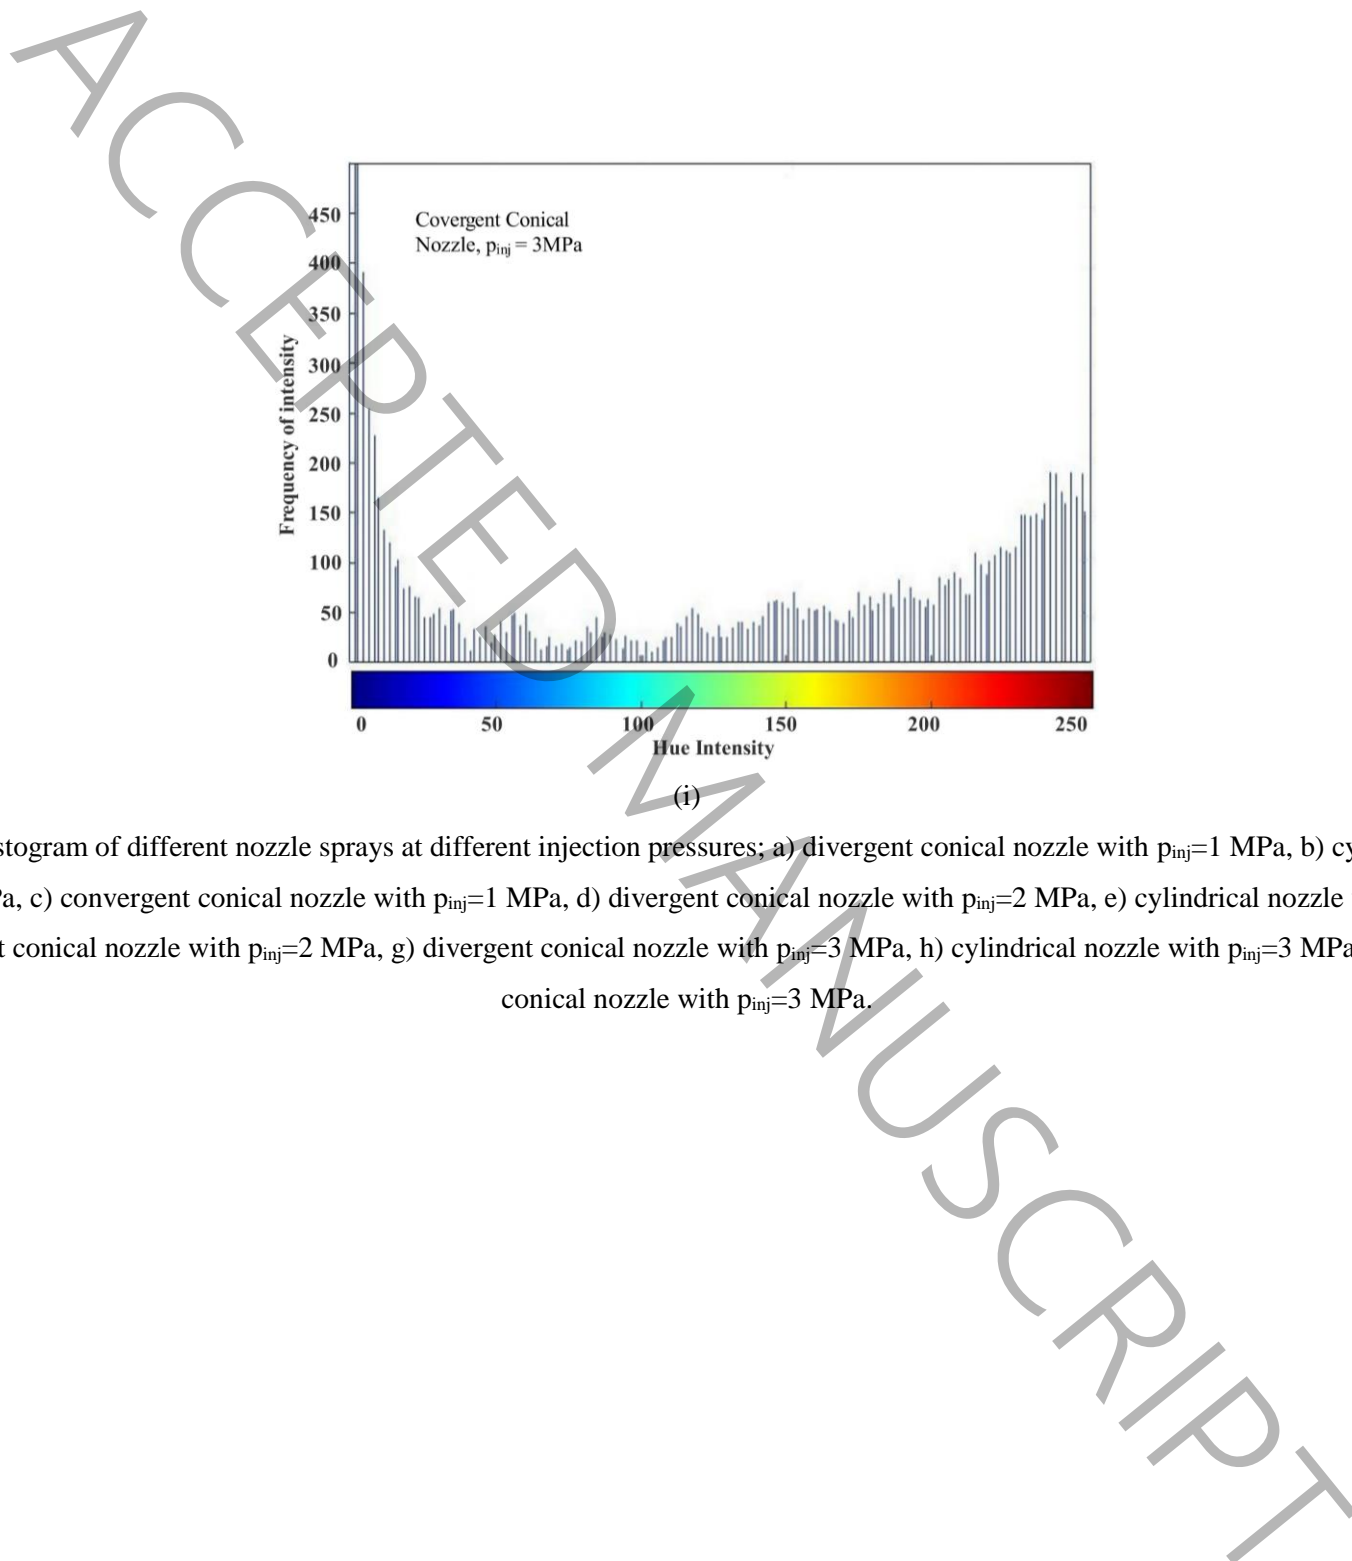 450
Covergent Conical
Nozzle, pinj = 3MPa
400
350
300
250
200
150
100
50
0
Frequency of intensity
0 50 100 150 200 250
Hue Intensity
(i)
stogram of different nozzle sprays at different injection pressures; a) divergent conical nozzle with pinj=1 MPa, b) cy
Pa, c) convergent conical nozzle with pinj=1 MPa, d) divergent conical nozzle with pinj=2 MPa, e) cylindrical nozzle
t conical nozzle with pinj=2 MPa, g) divergent conical nozzle with pinj=3 MPa, h) cylindrical nozzle with pinj=3 MPa
conical nozzle with pinj=3 MPa.
ACCEPTED MANUSCRIPT